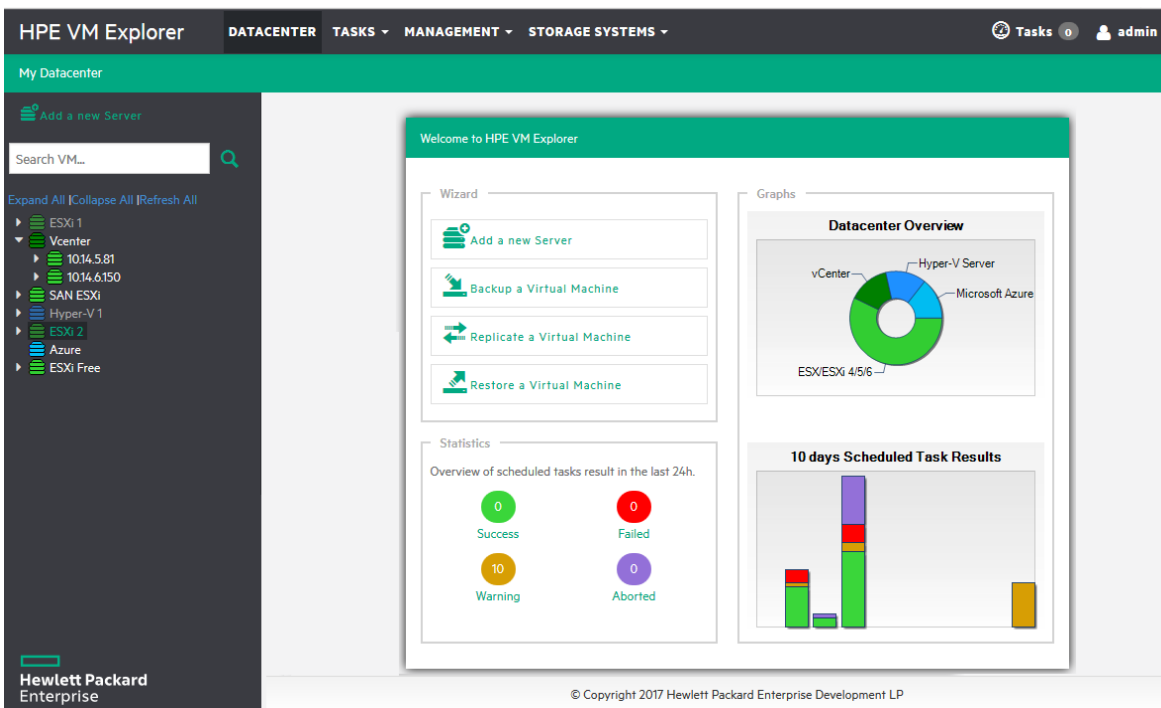 HPE VM Explorer
DATACENTER TASKS MANAGEMENT STORAGE SYSTEMS
Tasks 0 admin
My Datacenter
Add a new Server
Search VM...
Expand All |Collapse All |Refresh All
ESXi 1
Vcenter
10.14.5.81
10.14.6.150
SAN ESXi
Hyper-V 1
ESXi 2
Azure
ESXi Free
Hewlett Packard
Enterprise
Welcome to HPE VM Explorer
Wizard
Add a new Server
Backup a Virtual Machine
Replicate a Virtual Machine
Restore a Virtual Machine
Statistics
Overview of scheduled tasks result in the last 24h.
0 0
Success Failed
10 0
Warning Aborted
Graphs
Datacenter Overview
Hyper-V Server
vCenter
Microsoft Azure
ESX/ESXi 4/5/6
10 days Scheduled Task Results
© Copyright 2017 Hewlett Packard Enterprise Development LP